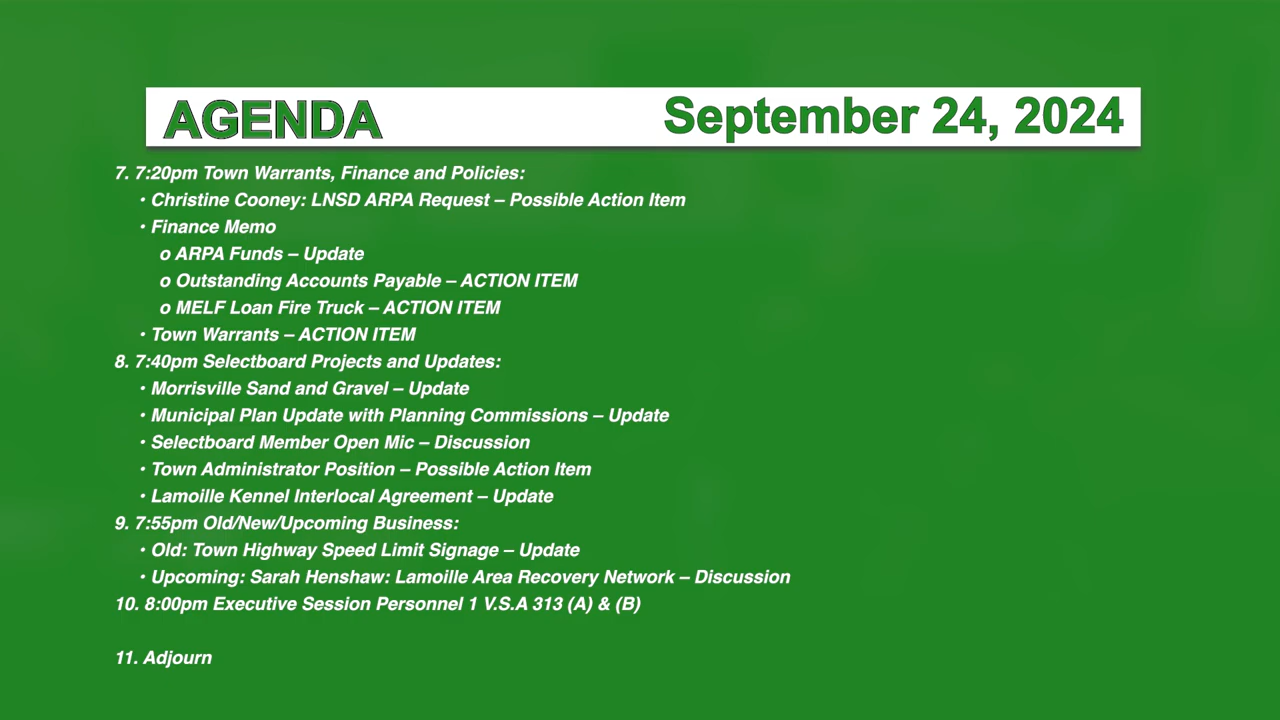 AGENDA September 24, 2024
7. 7:20pm Town Warrants, Finance and Policies:
• Christine Cooney: LNSD ARPA Request – Possible Action Item
• Finance Memo
o ARPA Funds – Update
o Outstanding Accounts Payable – ACTION ITEM
o MELF Loan Fire Truck – ACTION ITEM
• Town Warrants – ACTION ITEM
8. 7:40pm Selectboard Projects and Updates:
• Morrisville Sand and Gravel – Update
• Municipal Plan Update with Planning Commissions – Update
• Selectboard Member Open Mic – Discussion
• Town Administrator Position – Possible Action Item
• Lamoille Kennel Interlocal Agreement – Update
9. 7:55pm Old/New/Upcoming Business:
• Old: Town Highway Speed Limit Signage – Update
• Upcoming: Sarah Henshaw: Lamoille Area Recovery Network – Discussion
10. 8:00pm Executive Session Personnel 1 V.S.A 313 (A) & (B)
11. Adjourn